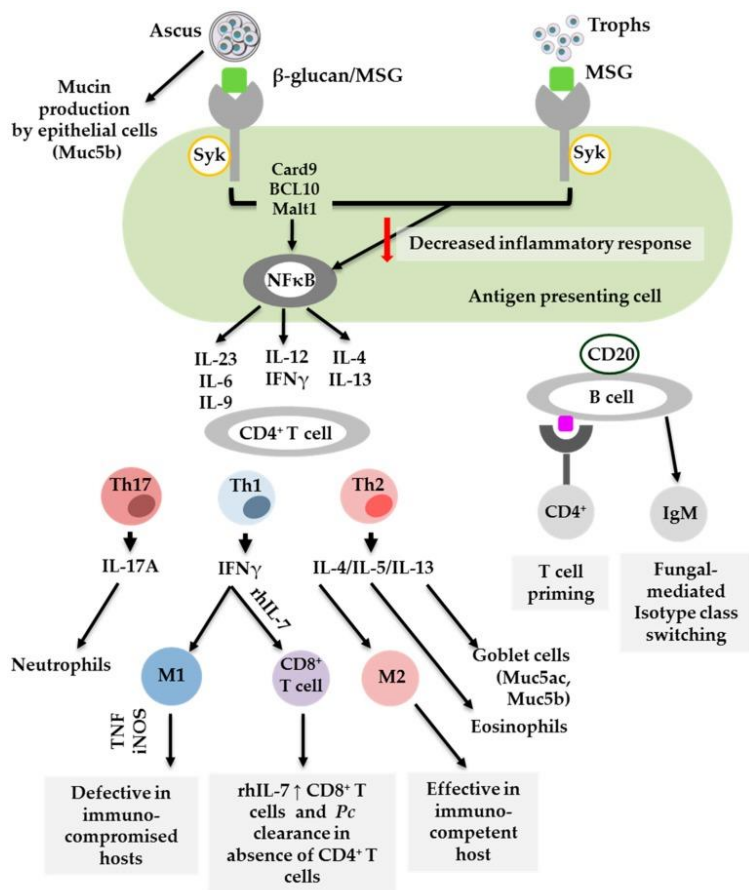 Ascus
Trophs
Mucin
production
by epithelial cells
(Muc5b)
β-glucan/MSG
MSG
Syk
Syk
Card9
BCL10
Malt1
Decreased inflammatory response
NFκB
Antigen presenting cell
IL-23
IL-6
IL-9
IL-12
IFNγ
IL-4
IL-13
CD4⁺ T cell
CD20
B cell
CD4⁺
IgM
T cell
priming
Fungal-
mediated
Isotype class
switching
Th17
Th1
Th2
IL-17A
IFNγ
IL-4/IL-5/IL-13
rhIL-7
Neutrophils
M1
CD8⁺
T cell
M2
Goblet cells
(Muc5ac,
Muc5b)
Eosinophils
TNF
iNOS
Defective in
immuno-
compromised
hosts
rhIL-7 ↑ CD8⁺ T
cells and Pc
clearance in
absence of CD4⁺ T
cells
Effective in
immuno-
competent
host